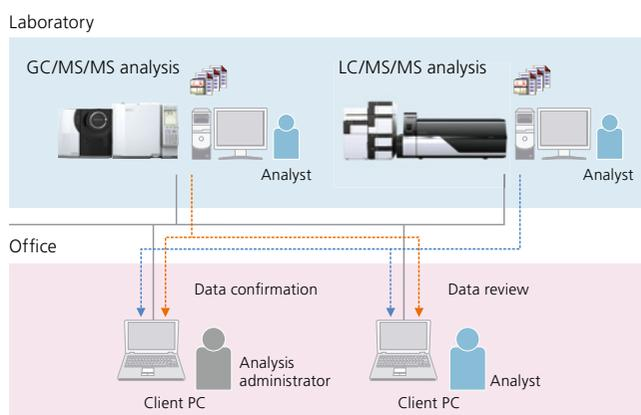 Laboratory
GC/MS/MS analysis
LC/MS/MS analysis
Analyst
Analyst
Office
Data confirmation
Data review
Analysis
administrator
Analyst
Client PC
Client PC